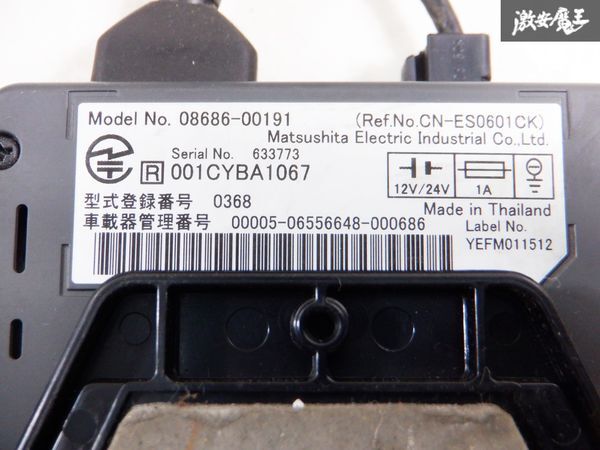 激安魔王
Model No. 08686-00191 (Ref.No.CN-ES0601CK)
Matsushita Electric Industrial Co.,Ltd.
Serial No. 633773
R 001CYBA1067
12V/24V 1A
型式登録番号 0368
Made in Thailand
車載器管理番号 00005-06556648-000686
Label No.
YEFM011512